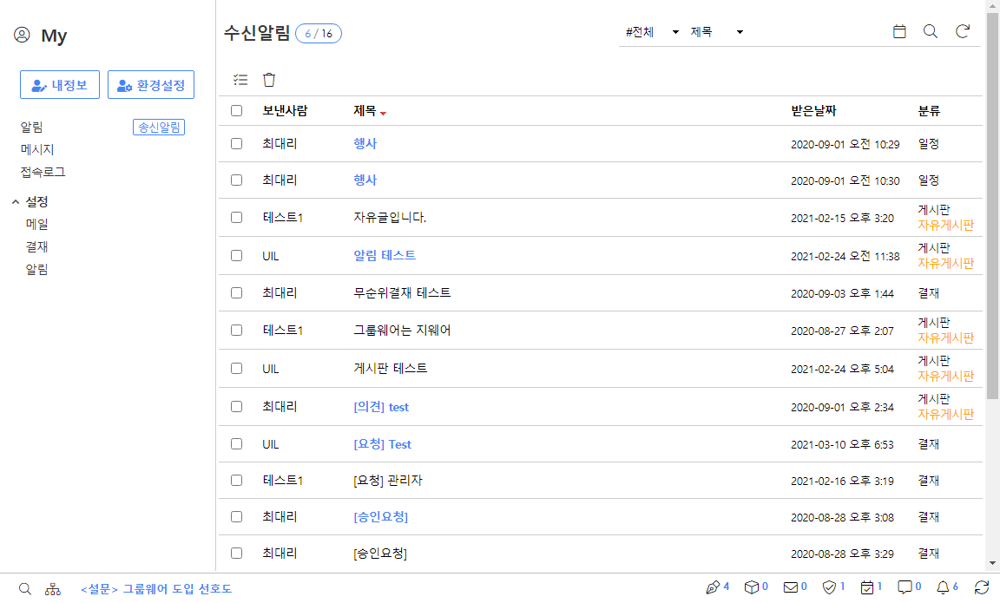 My
내정보 환경설정
알림 송신알림
메시지
접속로그
설정
메일
결재
알림
수신알림 6 / 16
#전체 제목
보낸사람 제목 받은날짜 분류
최대리 행사 2020-09-01 오전 10:29 일정
최대리 행사 2020-09-01 오전 10:30 일정
테스트1 자유글입니다. 2021-02-15 오후 3:20 게시판
자유게시판
UIL 알림 테스트 2021-02-24 오전 11:38 게시판
자유게시판
최대리 무순위결재 테스트 2020-09-03 오후 1:44 결재
테스트1 그룹웨어는 지웨어 2020-08-27 오후 2:07 게시판
자유게시판
UIL 게시판 테스트 2021-02-24 오후 5:04 게시판
자유게시판
최대리 [의견] test 2020-09-01 오후 2:34 게시판
자유게시판
UIL [요청] Test 2021-03-10 오후 6:53 결재
테스트1 [요청] 관리자 2021-02-16 오후 3:19 결재
최대리 [승인요청] 2020-08-28 오후 3:08 결재
최대리 [승인요청] 2020-08-28 오후 3:29 결재
<설문> 그룹웨어 도입 선호도 4 0 0 1 1 0 6